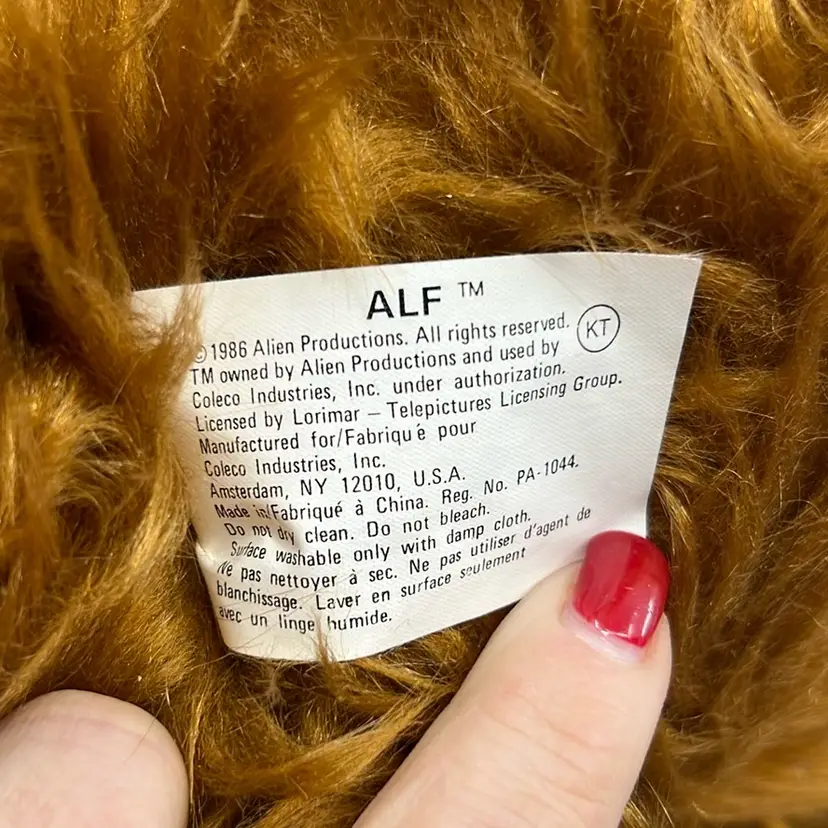 ALF ™
©1986 Alien Productions. All rights reserved. KT
TM owned by Alien Productions and used by
Coleco Industries, Inc. under authorization.
Licensed by Lorimar – Telepictures Licensing Group.
Manufactured for/Fabriqué pour
Coleco Industries, Inc.
Amsterdam, NY 12010, U.S.A.
Made in/Fabriqué à China. Reg. No. PA-1044.
Do not dry clean. Do not bleach.
Surface washable only with damp cloth.
Ne pas nettoyer à sec. Ne pas utiliser d'agent de
blanchissage. Laver en surface seulement
avec un linge humide.